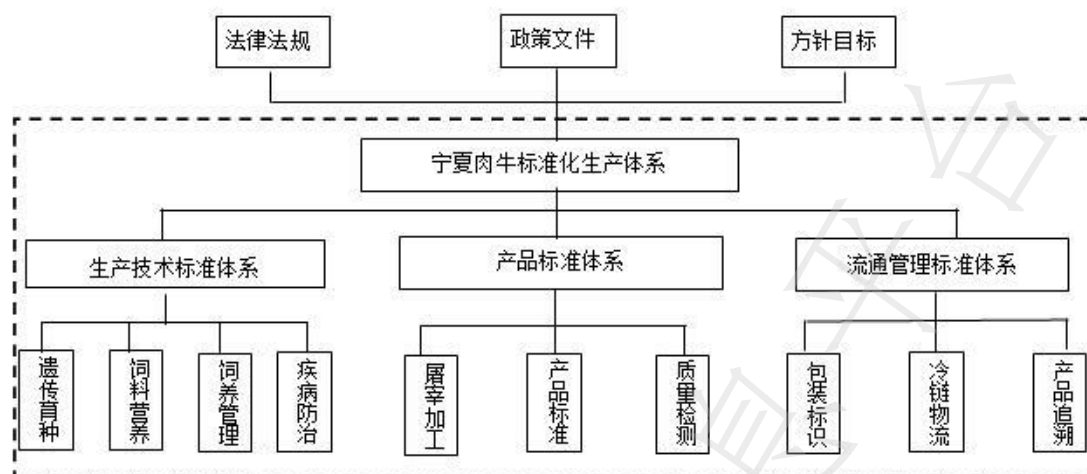 法律法规
政策文件
方针目标
宁夏肉牛标准化生产体系
生产技术标准体系
产品标准体系
流通管理标准体系
遗传育种
饲料营养
饲养管理
疾病防治
屠宰加工
产品标准
质量检测
包装标识
冷链物流
产品追溯